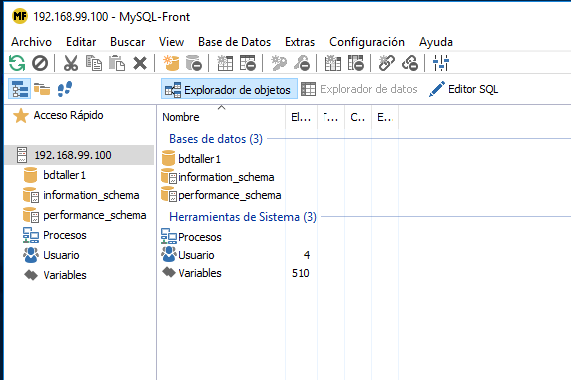 MF 192.168.99.100 - MySQL-Front
Archivo Editar Buscar View Base de Datos Extras Configuración Ayuda
Explorador de objetos Explorador de datos Editor SQL
Acceso Rápido
192.168.99.100
bdtaller1
information_schema
performance_schema
Procesos
Usuario
Variables
Nombre El... T... C... E...
Bases de datos (3)
bdtaller1
information_schema
performance_schema
Herramientas de Sistema (3)
Procesos
Usuario 4
Variables 510